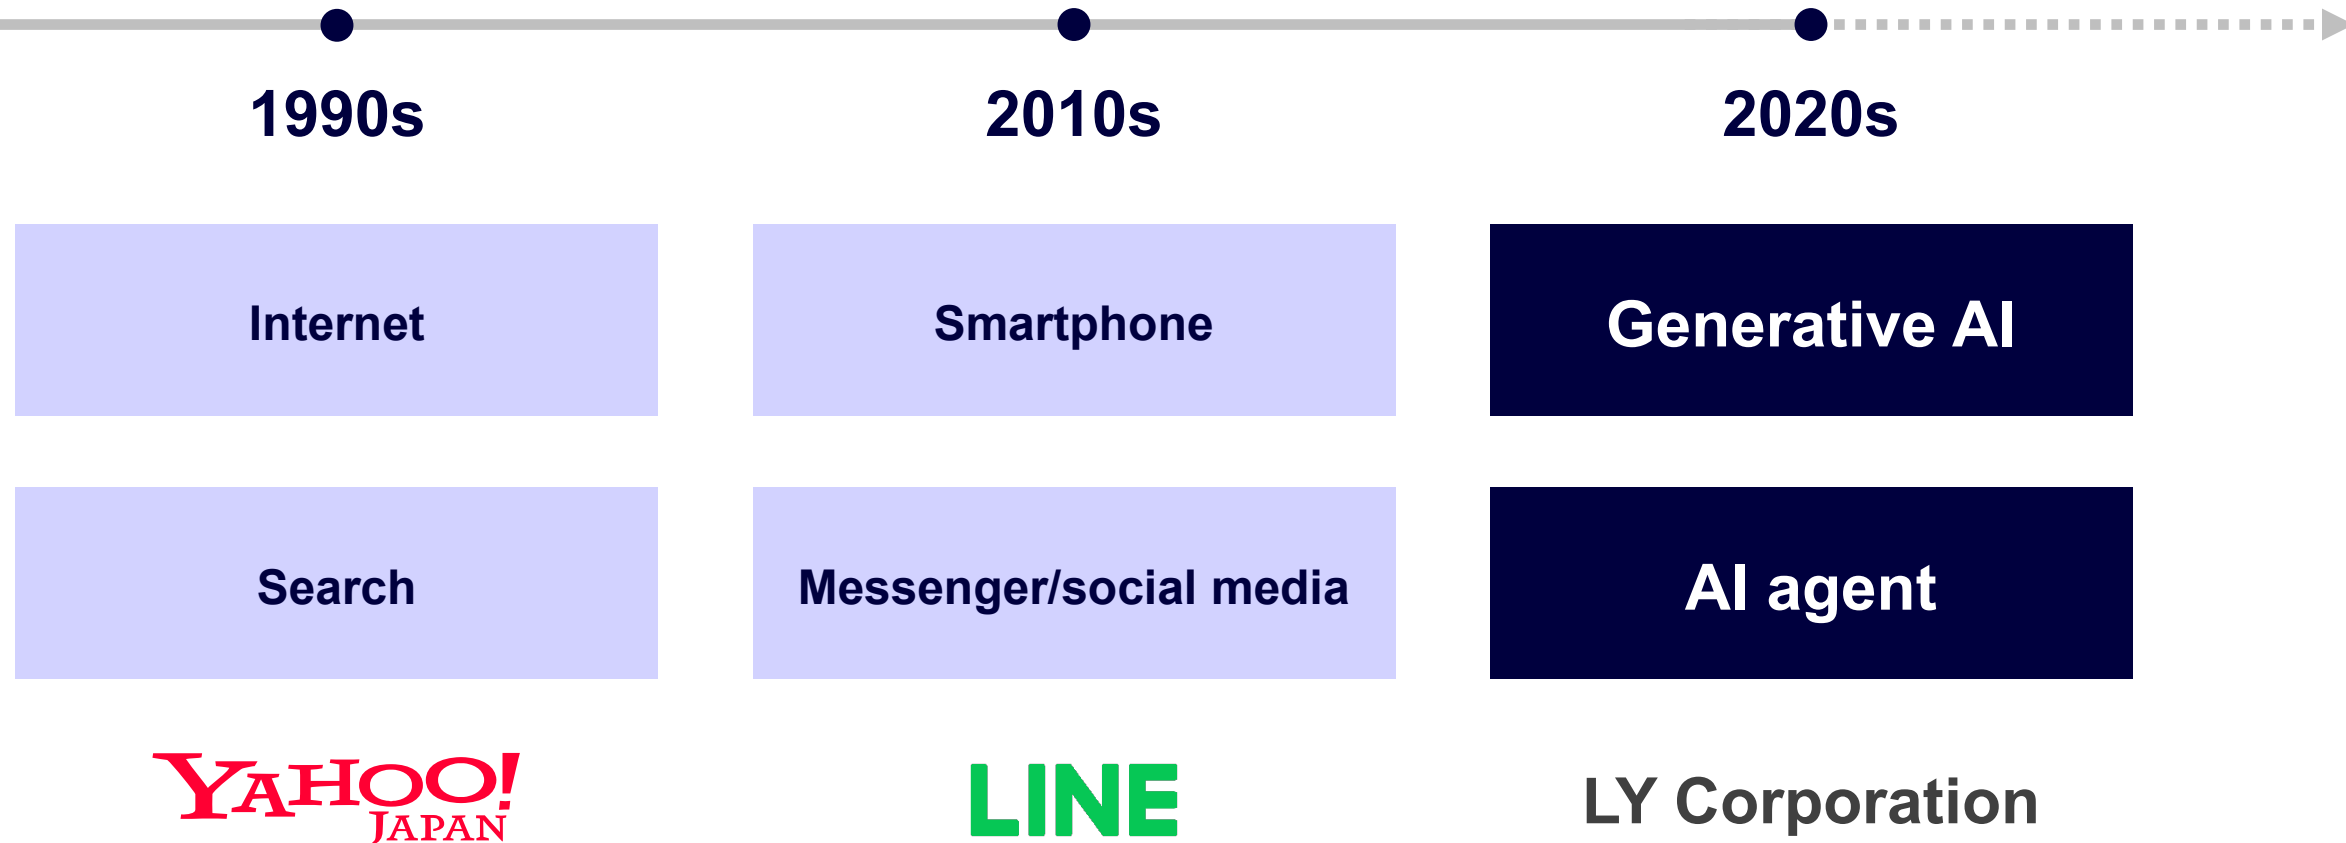 1990s
2010s
2020s
Internet
Smartphone
Generative AI
Search
Messenger/social media
AI agent
YAHOO!
JAPAN
LINE
LY Corporation